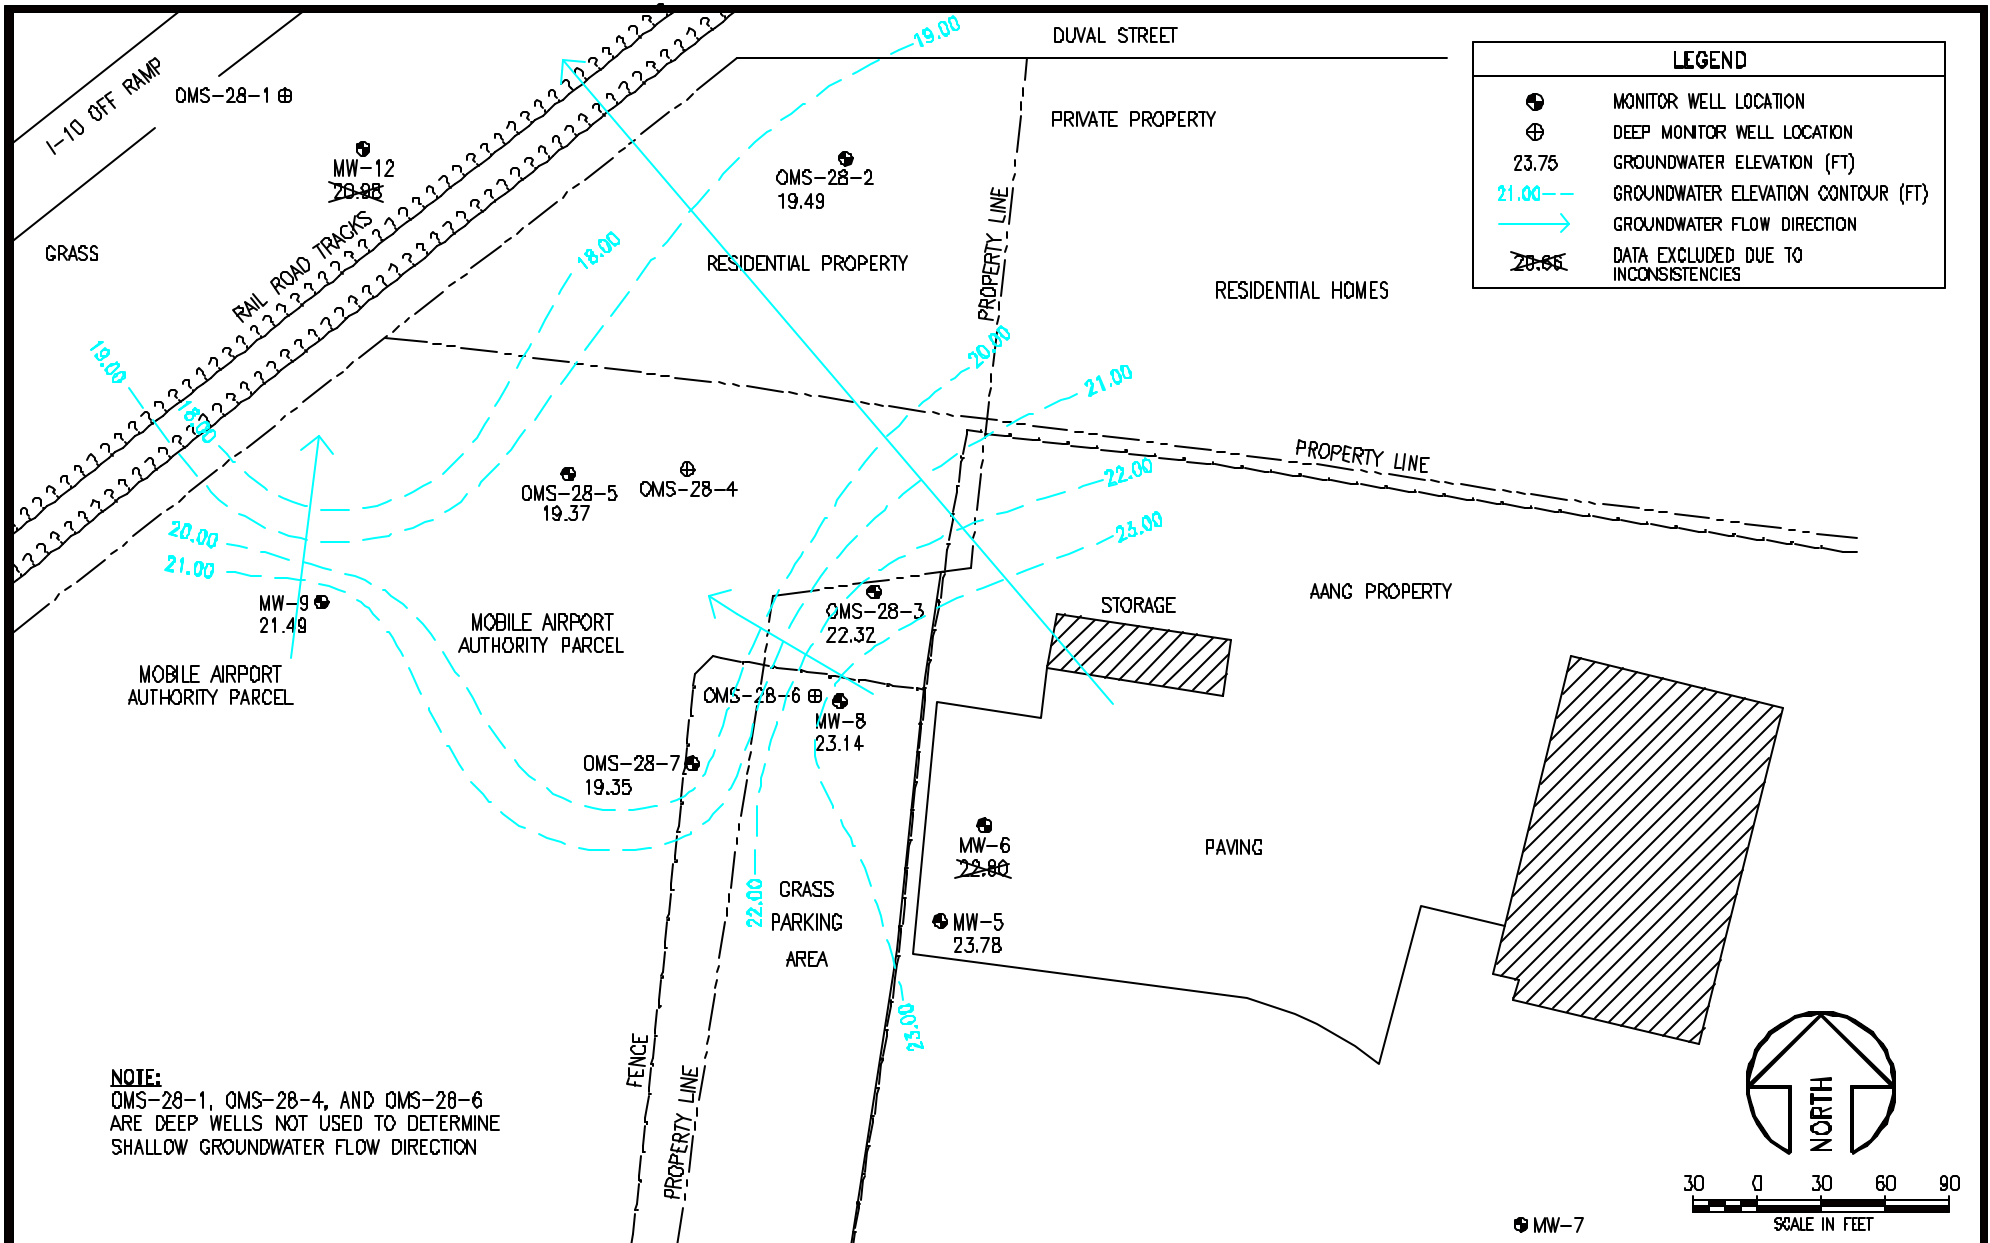 DUVAL STREET
19.00
I-10 OFF RAMP
OMS-28-1
MW-12
20.98
GRASS
RAIL ROAD TRACKS
OMS-28-2
19.49
PRIVATE PROPERTY
PROPERTY LINE
18.00
RESIDENTIAL PROPERTY
RESIDENTIAL HOMES
LEGEND
MONITOR WELL LOCATION
DEEP MONITOR WELL LOCATION
23.75 GROUNDWATER ELEVATION (FT)
21.00 GROUNDWATER ELEVATION CONTOUR (FT)
GROUNDWATER FLOW DIRECTION
20.66 DATA EXCLUDED DUE TO
INCONSISTENCIES
19.00
18.00
20.00
21.00
22.00
23.00
PROPERTY LINE
OMS-28-5
19.37
OMS-28-4
20.00
21.00
MW-9
21.49
MOBILE AIRPORT
AUTHORITY PARCEL
MOBILE AIRPORT
AUTHORITY PARCEL
OMS-28-3
22.32
STORAGE
AANG PROPERTY
OMS-28-6
MW-8
23.14
OMS-28-7
19.35
MW-6
22.80
MW-5
23.78
PAVING
22.00
GRASS
PARKING
AREA
23.00
FENCE
PROPERTY LINE
NOTE:
OMS-28-1, OMS-28-4, AND OMS-28-6
ARE DEEP WELLS NOT USED TO DETERMINE
SHALLOW GROUNDWATER FLOW DIRECTION
NORTH
30 0 30 60 90
SCALE IN FEET
MW-7